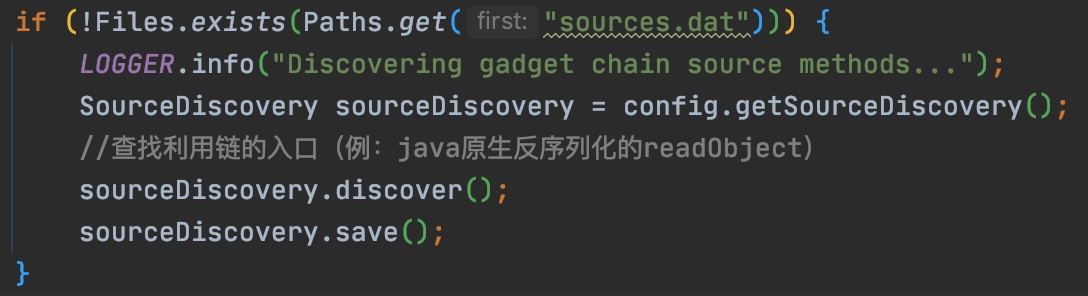 if (!Files.exists(Paths.get( first: "sources.dat"))) {
LOGGER.info("Discovering gadget chain source methods...");
SourceDiscovery sourceDiscovery = config.getSourceDiscovery();
//查找利用链的入口（例：java原生反序列化的readObject）
sourceDiscovery.discover();
sourceDiscovery.save();
}